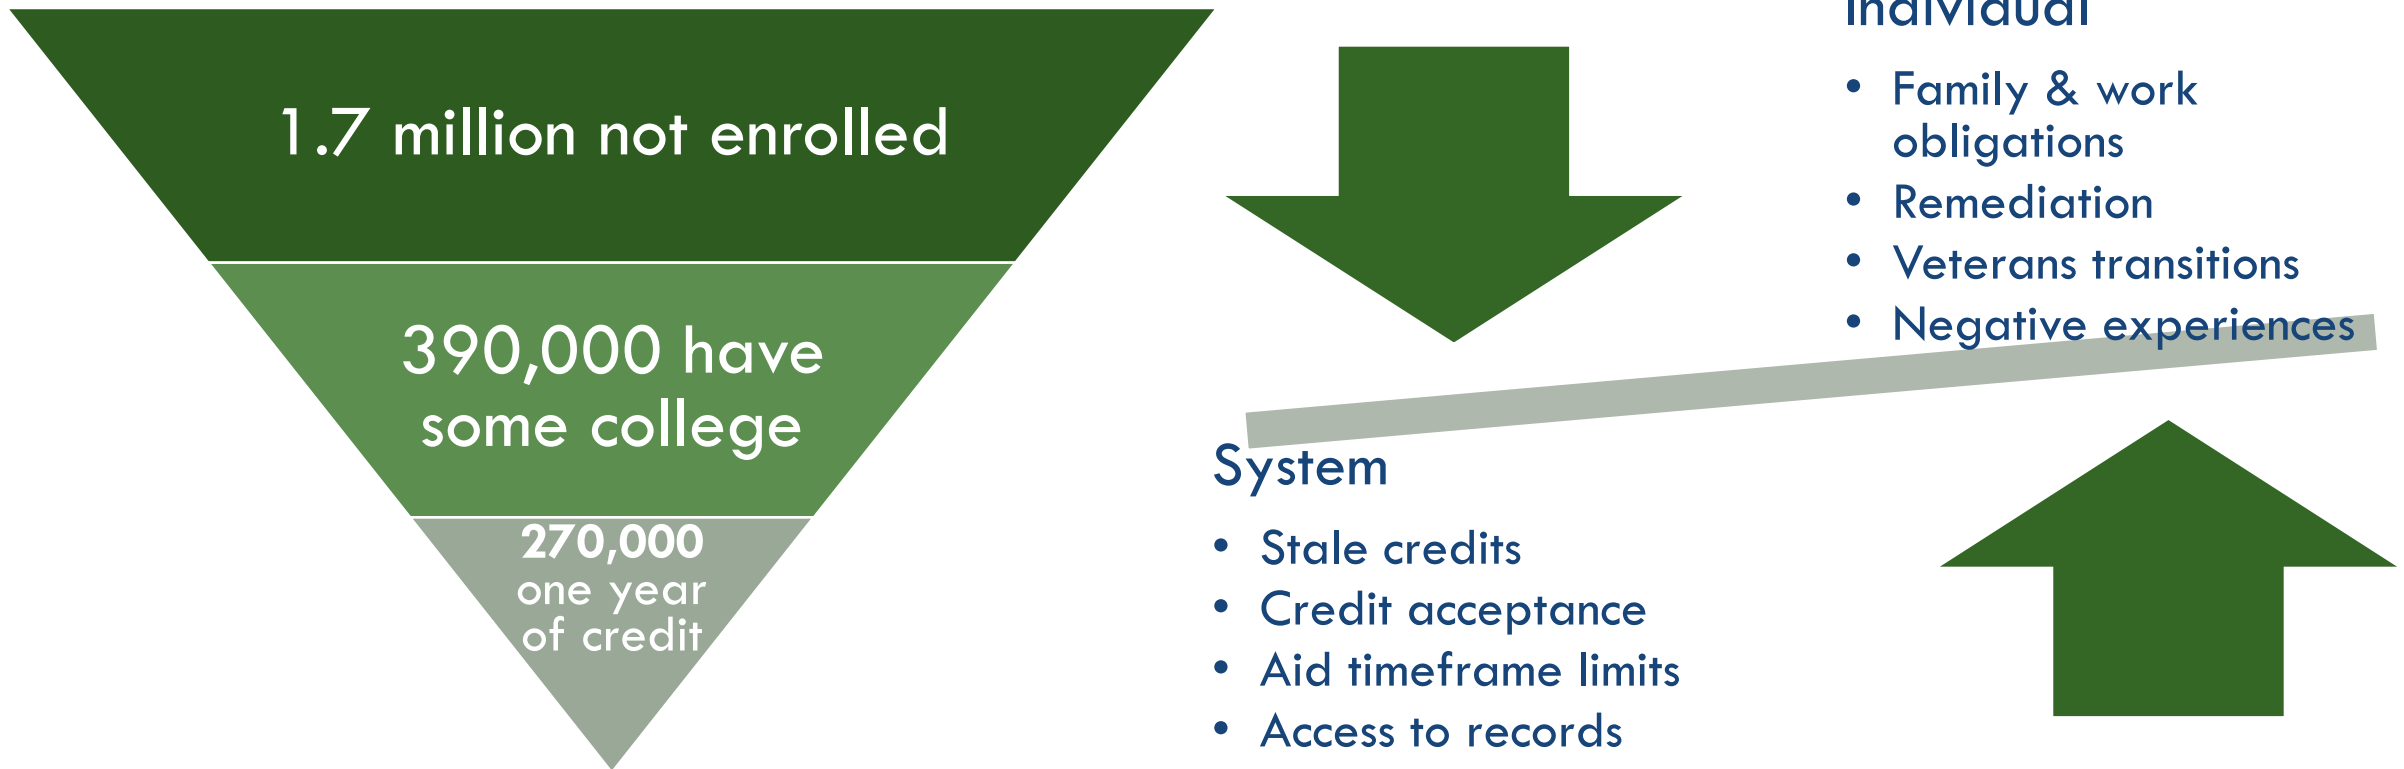 1.7 million not enrolled
390,000 have
some college
270,000
one year
of credit
Individual
• Family & work
obligations
• Remediation
• Veterans transitions
• Negative experiences
System
• Stale credits
• Credit acceptance
• Aid timeframe limits
• Access to records